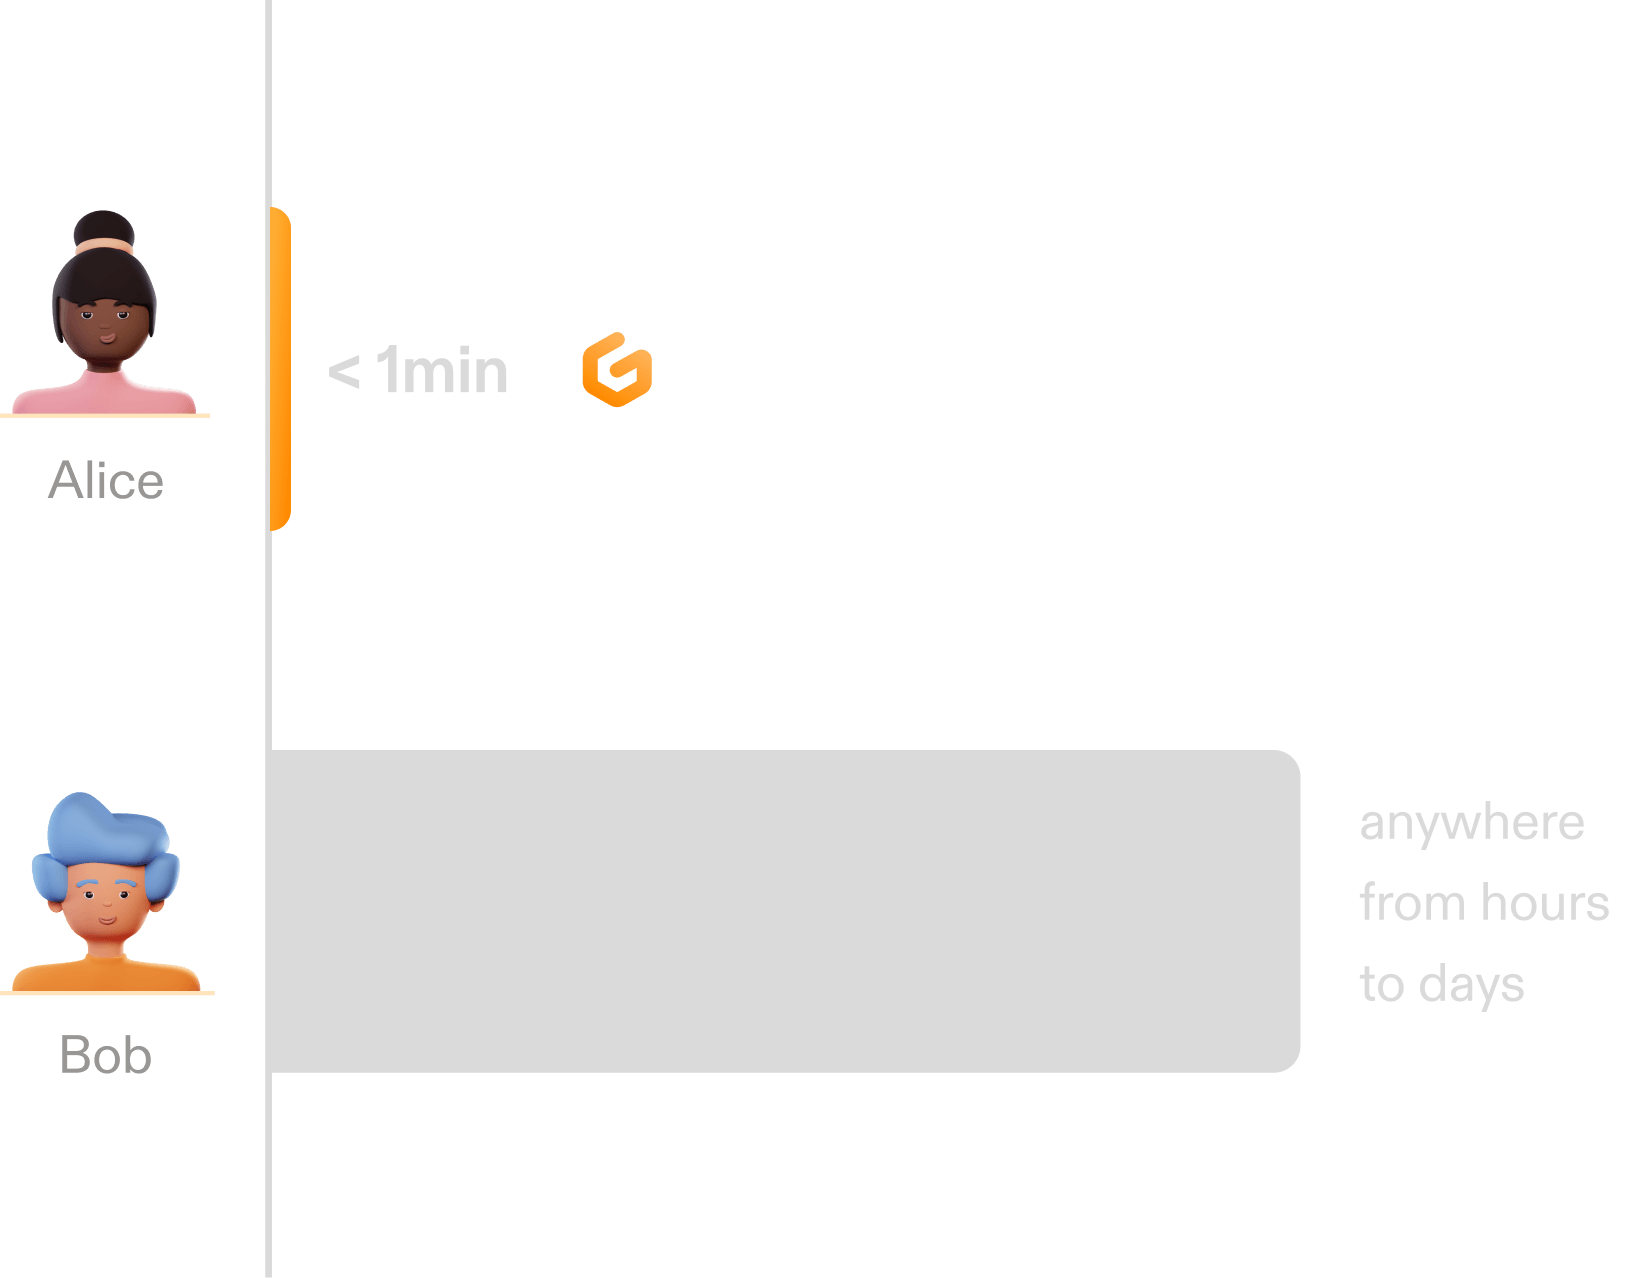 < 1min
Alice
anywhere
from hours
to days
Bob